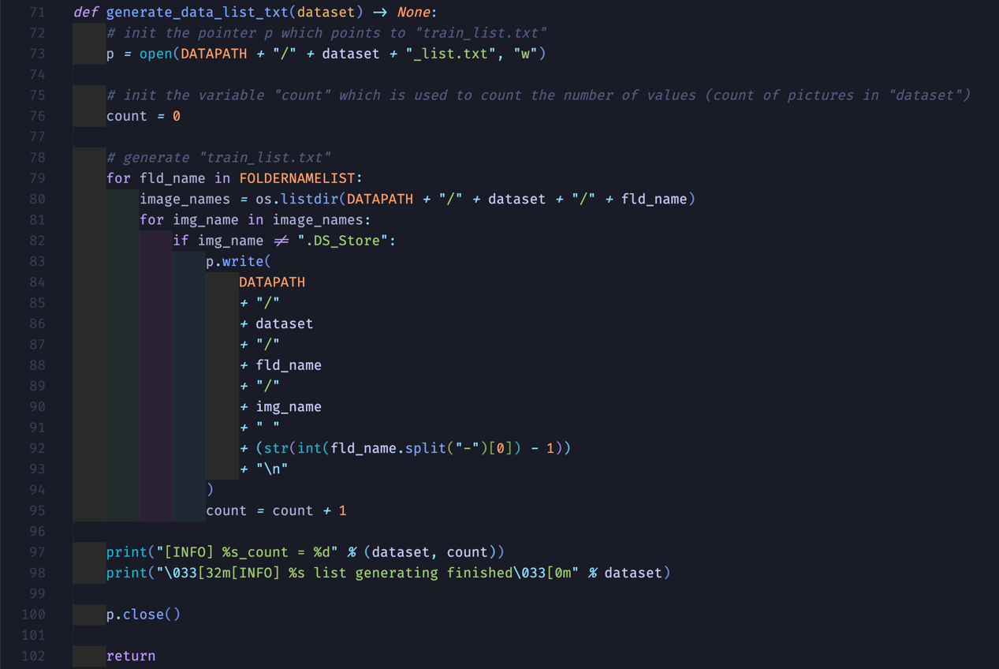 71 def generate_data_list_txt(dataset) → None:
72 # init the pointer p which points to "train_list.txt"
73 p = open(DATAPATH + "/" + dataset + "_list.txt", "w")
74
75 # init the variable "count" which is used to count the number of values (count of pictures in "dataset")
76 count = 0
77
78 # generate "train_list.txt"
79 for fld_name in FOLDERNAMELIST:
80 image_names = os.listdir(DATAPATH + "/" + dataset + "/" + fld_name)
81 for img_name in image_names:
82 if img_name ≠ ".DS_Store":
83 p.write(
84 DATAPATH
85 + "/"
86 + dataset
87 + "/"
88 + fld_name
89 + "/"
90 + img_name
91 + " "
92 + (str(int(fld_name.split("-")[0]) - 1))
93 + "\n"
94 )
95 count = count + 1
96
97 print("[INFO] %s_count = %d" % (dataset, count))
98 print("\033[32m[INFO] %s list generating finished\033[0m" % dataset)
99
100 p.close()
101
102 return